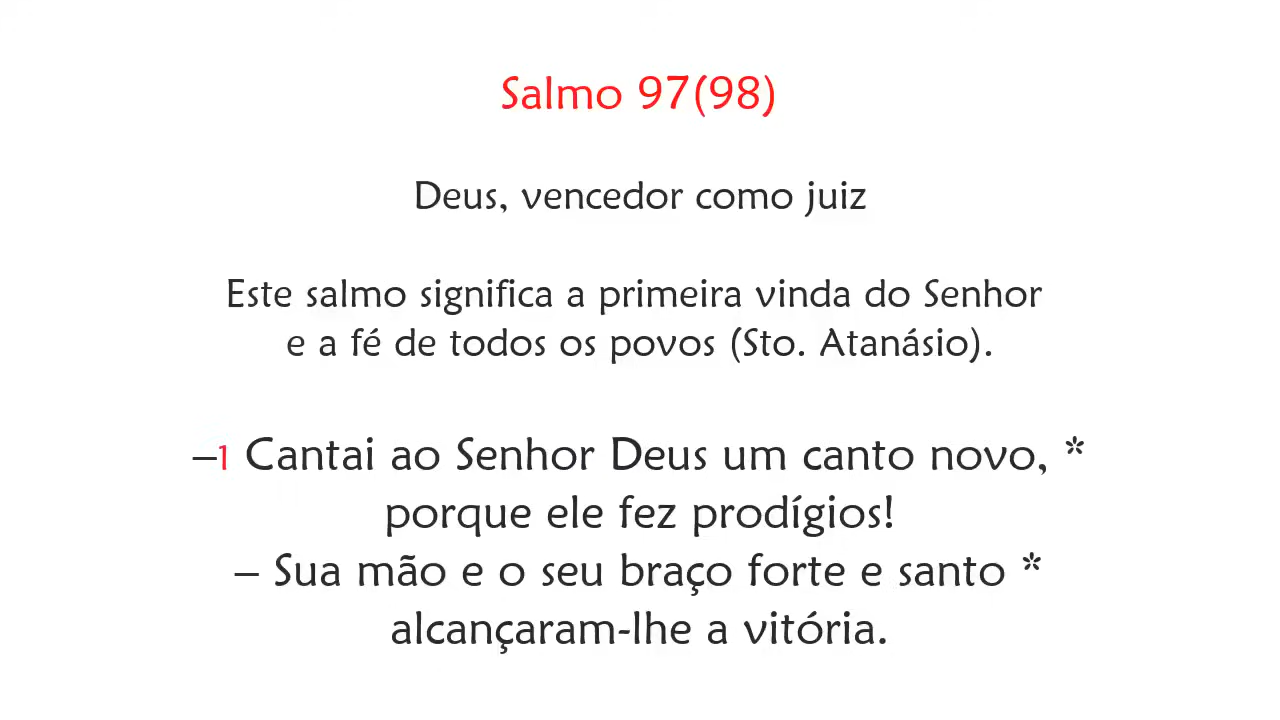 Salmo 97(98)
Deus, vencedor como juiz
Este salmo significa a primeira vinda do Senhor
e a fé de todos os povos (Sto. Atanásio).
–1 Cantai ao Senhor Deus um canto novo, *
porque ele fez prodígios!
– Sua mão e o seu braço forte e santo *
alcançaram-lhe a vitória.